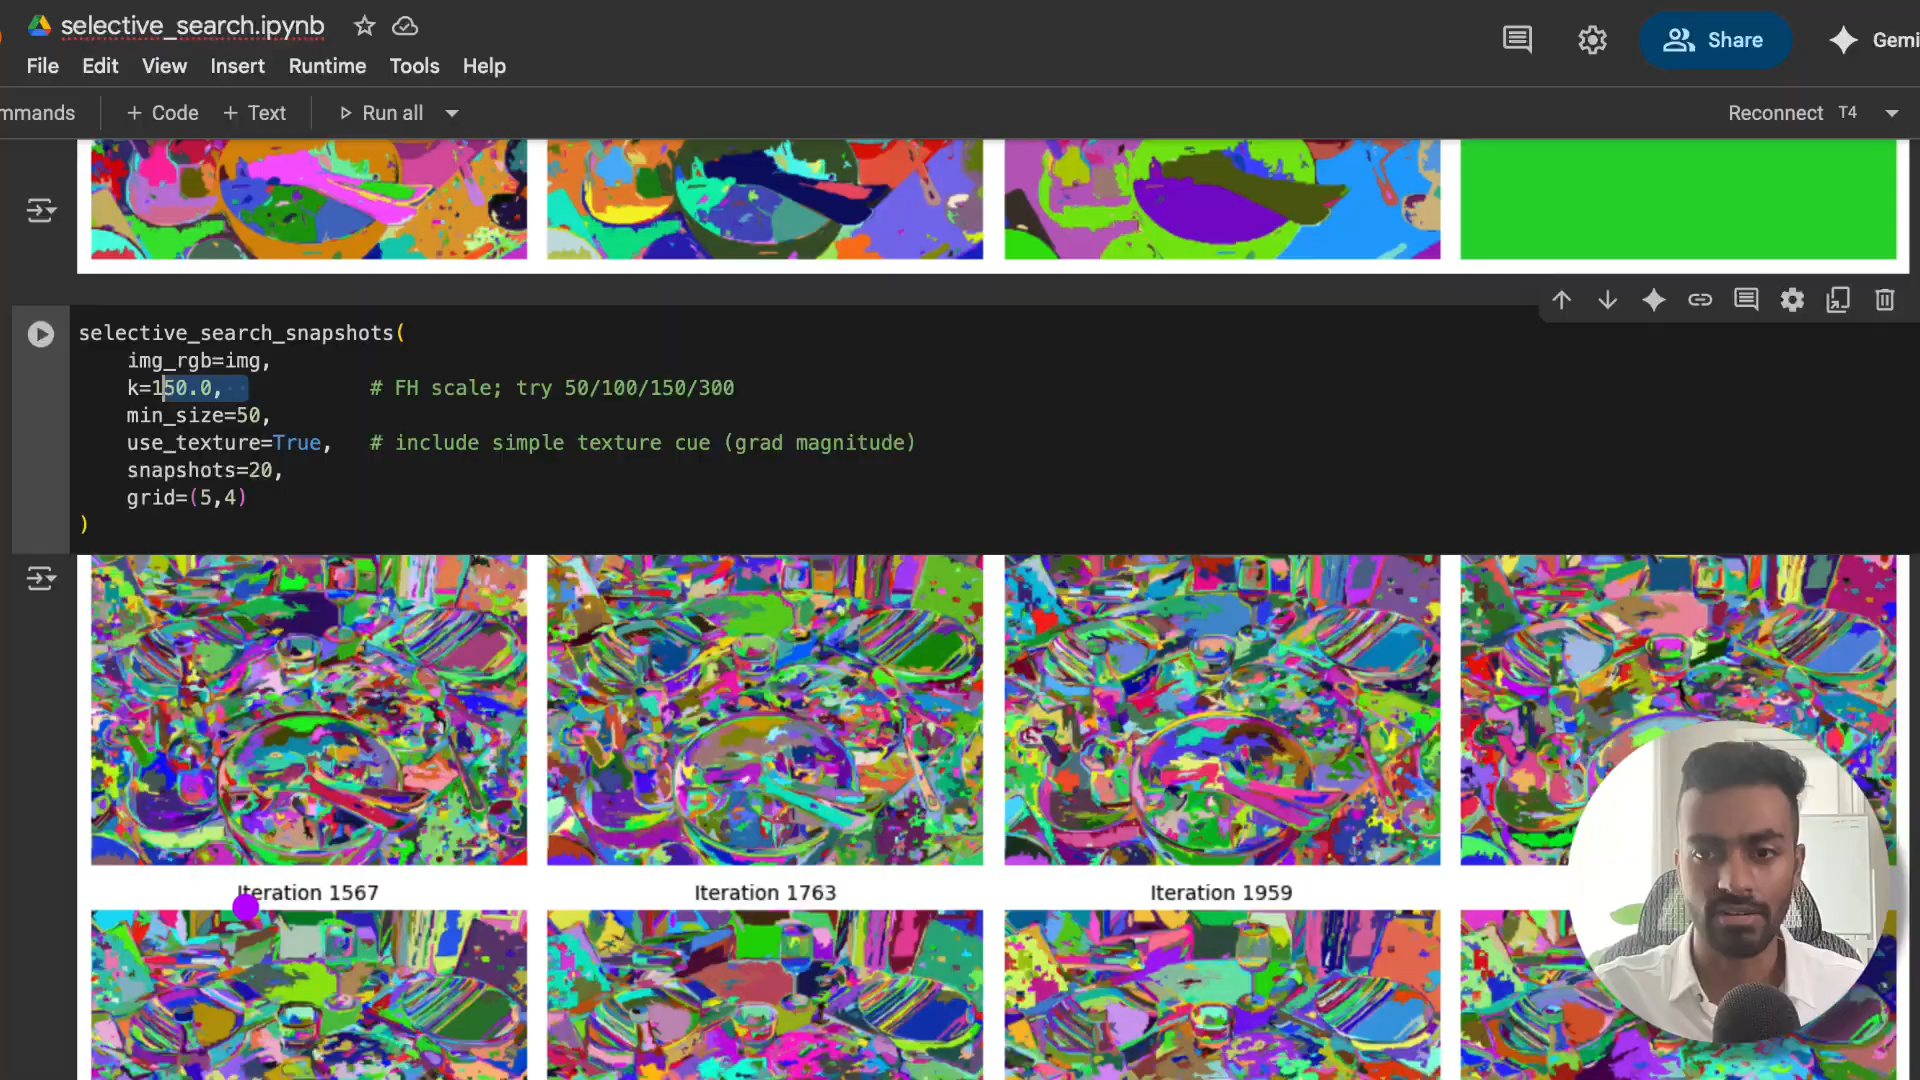 selective_search.ipynb
Share
Gemi
File Edit View Insert Runtime Tools Help
mmands + Code + Text Run all
Reconnect T4
selective_search_snapshots(
img_rgb=img,
k=150.0, # FH scale; try 50/100/150/300
min_size=50,
use_texture=True, # include simple texture cue (grad magnitude)
snapshots=20,
grid=(5,4)
)
Iteration 1567 Iteration 1763 Iteration 1959